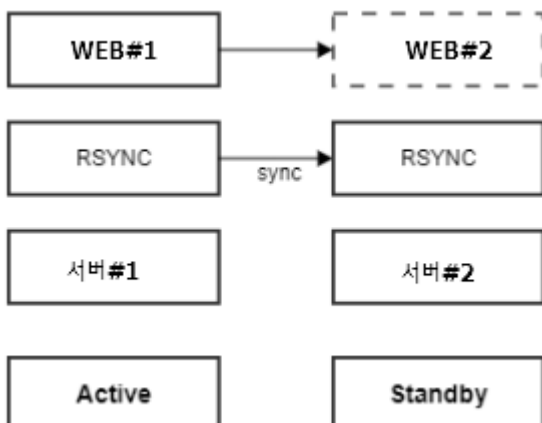 WEB#1
WEB#2
RSYNC
sync
RSYNC
서버#1
서버#2
Active
Standby